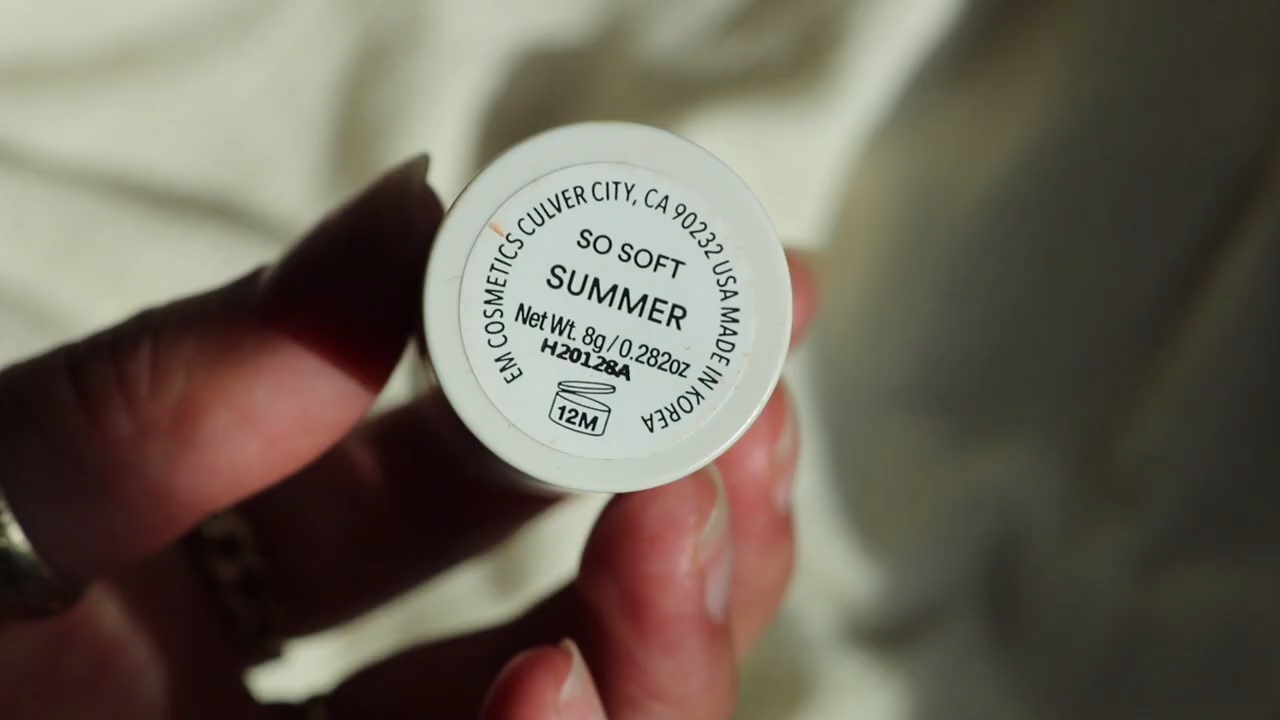 EM COSMETICS CULVER CITY, CA 90232 USA MADE IN KOREA
SO SOFT
SUMMER
Net Wt. 8g / 0.282oz
H20128A
12M